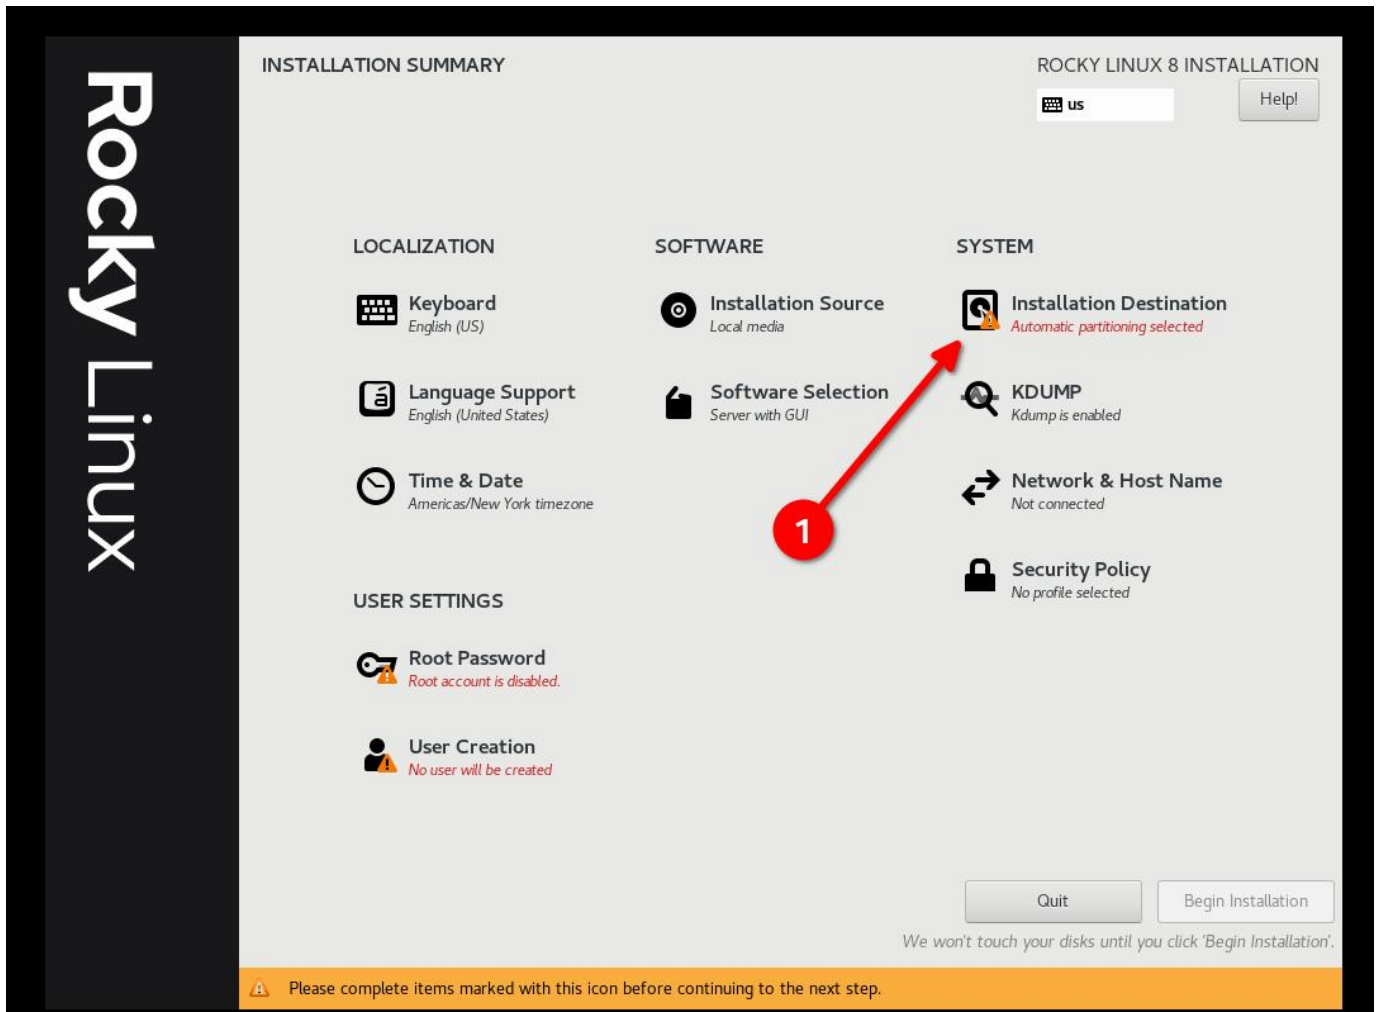 Rocky Linux
INSTALLATION SUMMARY
ROCKY LINUX 8 INSTALLATION
us
Help!
LOCALIZATION
Keyboard
English (US)
Language Support
English (United States)
Time & Date
Americas/New York timezone
SOFTWARE
Installation Source
Local media
Software Selection
Server with GUI
SYSTEM
Installation Destination
Automatic partitioning selected
KDUMP
Kdump is enabled
Network & Host Name
Not connected
Security Policy
No profile selected
1
USER SETTINGS
Root Password
Root account is disabled.
User Creation
No user will be created
Quit
Begin Installation
We won't touch your disks until you click 'Begin Installation'.
Please complete items marked with this icon before continuing to the next step.